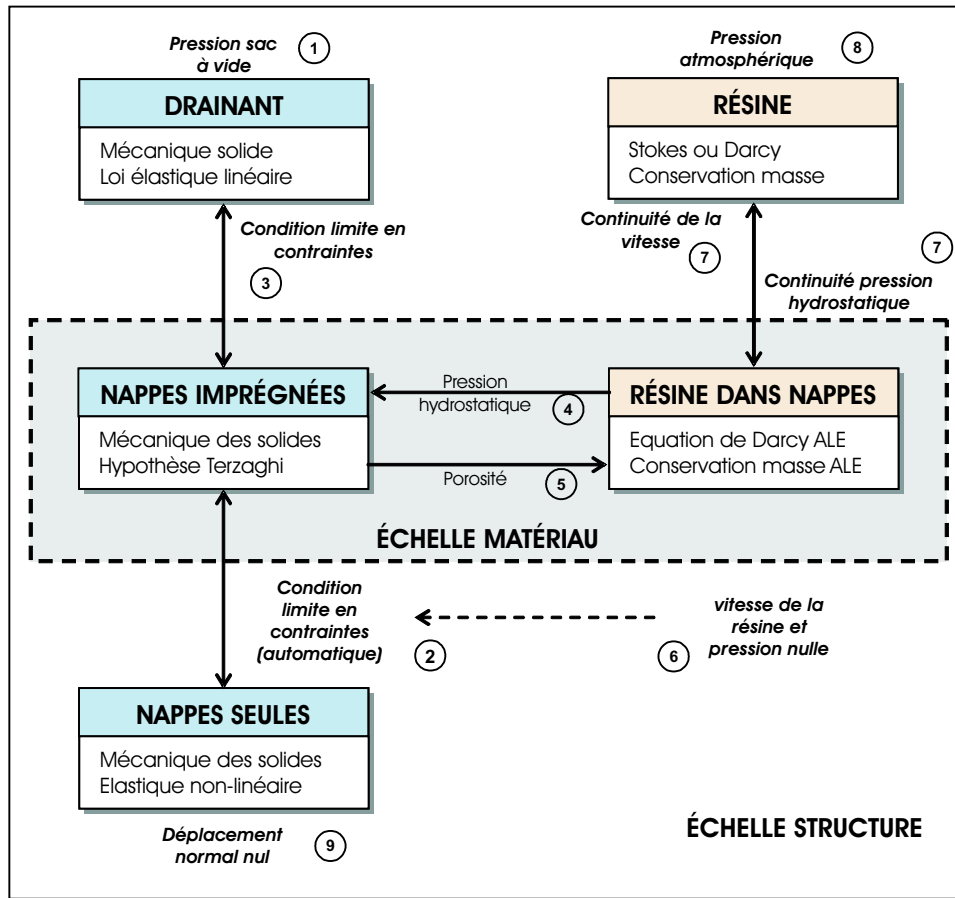 Pression sac
à vide
1
DRAINANT
Mécanique solide
Loi élastique linéaire
Pression
atmosphérique
8
RÉSINE
Stokes ou Darcy
Conservation masse
Condition limite en
contraintes
3
Continuité de la
vitesse
7
7
Continuité pression
hydrostatique
NAPPES IMPRÉGNÉES
Mécanique des solides
Hypothèse Terzaghi
Pression
hydrostatique
4
Porosité
5
RÉSINE DANS NAPPES
Equation de Darcy ALE
Conservation masse ALE
ÉCHELLE MATÉRIAU
Condition
limite en
contraintes
(automatique)
2
6
vitesse de la
résine et
pression nulle
NAPPES SEULES
Mécanique des solides
Elastique non-linéaire
Déplacement
normal nul
9
ÉCHELLE STRUCTURE